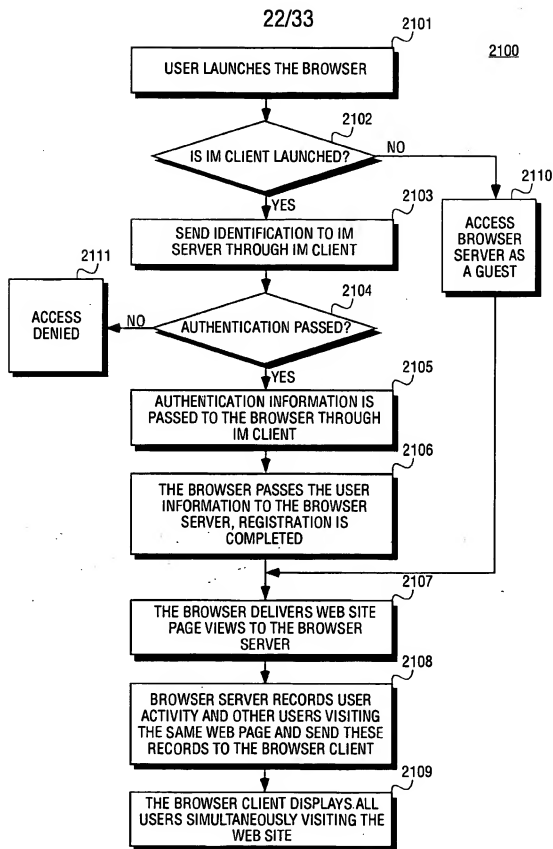 22/33
2100
2101
USER LAUNCHES THE BROWSER
2102
IS IM CLIENT LAUNCHED?
NO
YES
2110
ACCESS
BROWSER
SERVER AS
A GUEST
2103
SEND IDENTIFICATION TO IM
SERVER THROUGH IM CLIENT
2111
ACCESS
DENIED
2104
AUTHENTICATION PASSED?
NO
YES
2105
AUTHENTICATION INFORMATION IS
PASSED TO THE BROWSER THROUGH
IM CLIENT
2106
THE BROWSER PASSES THE USER
INFORMATION TO THE BROWSER
SERVER, REGISTRATION IS
COMPLETED
2107
THE BROWSER DELIVERS WEB SITE
PAGE VIEWS TO THE BROWSER
SERVER
2108
BROWSER SERVER RECORDS USER
ACTIVITY AND OTHER USERS VISITING
THE SAME WEB PAGE AND SEND THESE
RECORDS TO THE BROWSER CLIENT
2109
THE BROWSER CLIENT DISPLAYS ALL
USERS SIMULTANEOUSLY VISITING THE
WEB SITE